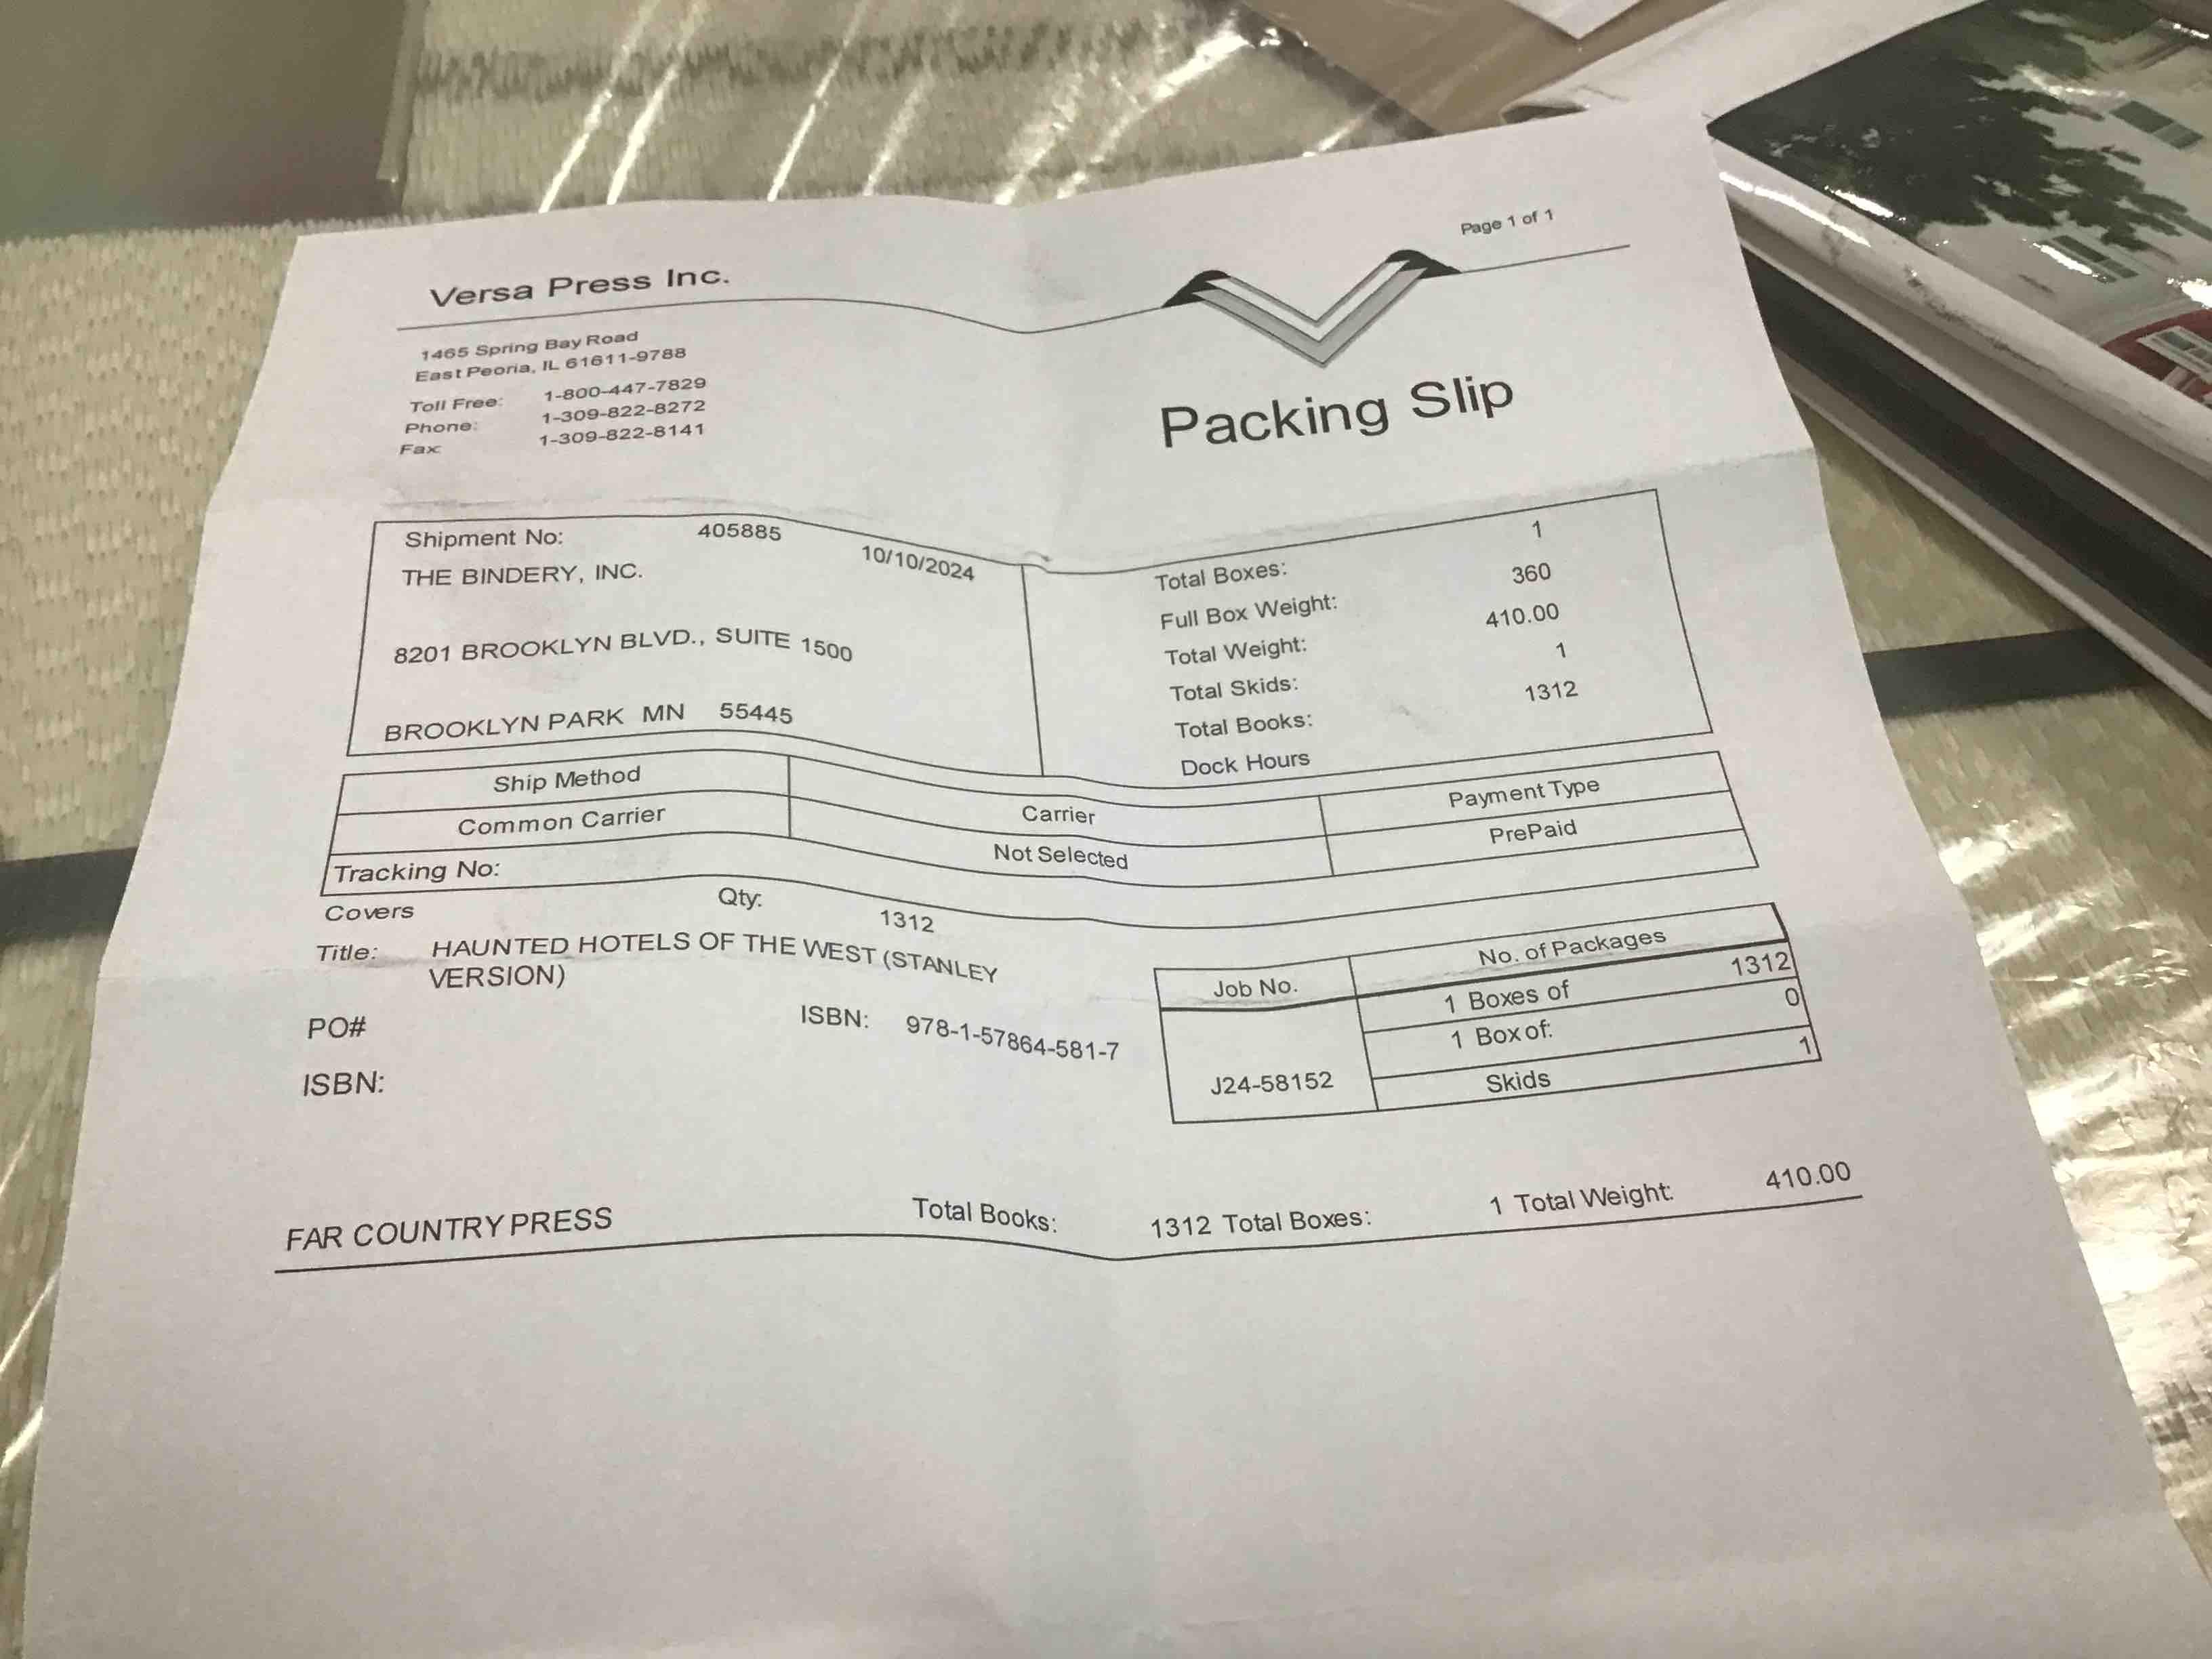 Page 1 of 1
Versa Press Inc.
1465 Spring Bay Road
East Peoria, IL 61611-9788
Toll Free: 1-800-447-7829
Phone: 1-309-822-8272
Fax: 1-309-822-8141
Packing Slip
Shipment No: 405885 10/10/2024
THE BINDERY, INC.
8201 BROOKLYN BLVD., SUITE 1500
BROOKLYN PARK MN 55445
Total Boxes: 1
Full Box Weight: 360
Total Weight: 410.00
Total Skids: 1
Total Books: 1312
Dock Hours
Ship Method Carrier Payment Type
Common Carrier Not Selected PrePaid
Tracking No:
Covers Qty: 1312
Title: HAUNTED HOTELS OF THE WEST (STANLEY
VERSION)
PO# ISBN: 978-1-57864-581-7
ISBN:
Job No. No. of Packages
1 Boxes of 1312
1 Box of: 0
J24-58152 Skids 1
FAR COUNTRY PRESS Total Books: 1312 Total Boxes: 1 Total Weight: 410.00